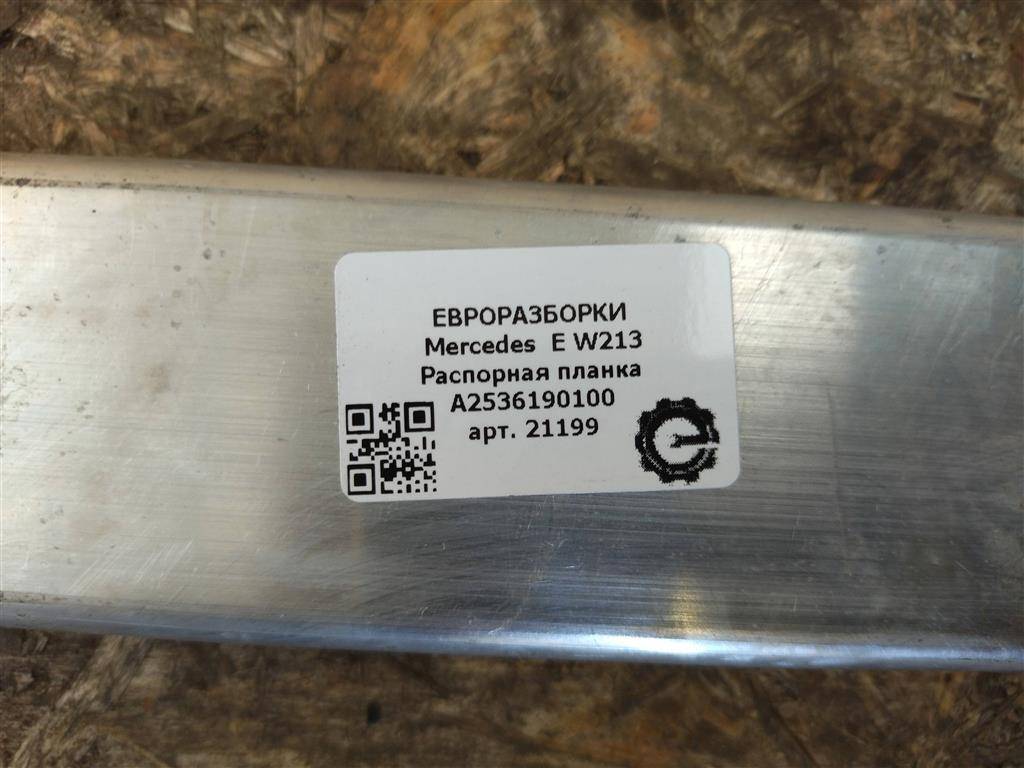 ЕВРОРАЗБОРКИ
Mercedes E W213
Распорная планка
A2536190100
арт. 21199